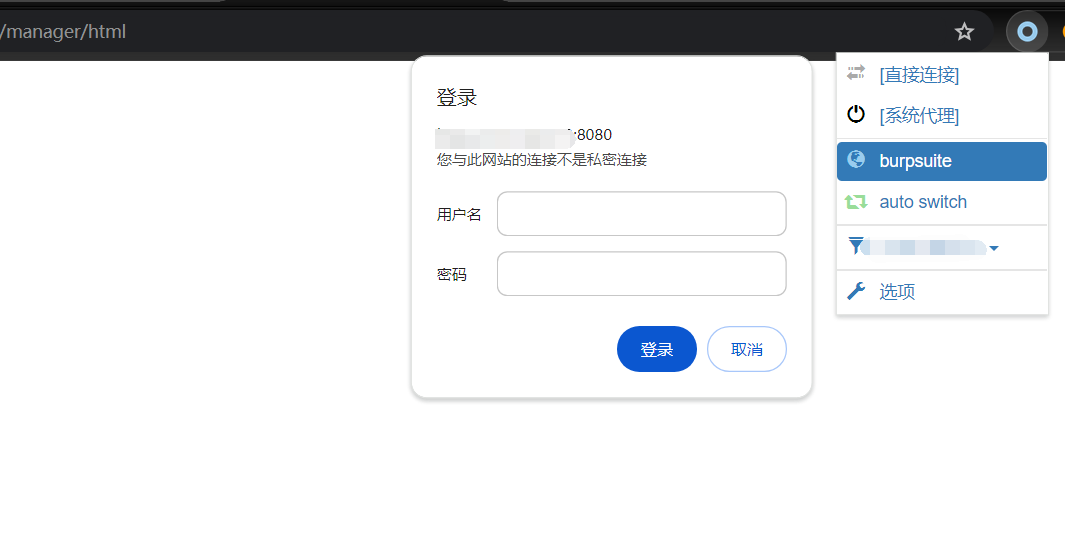 /manager/html
登录
:8080
您与此网站的连接不是私密连接
用户名
密码
登录
取消
[直接连接]
[系统代理]
burpsuite
auto switch
选项